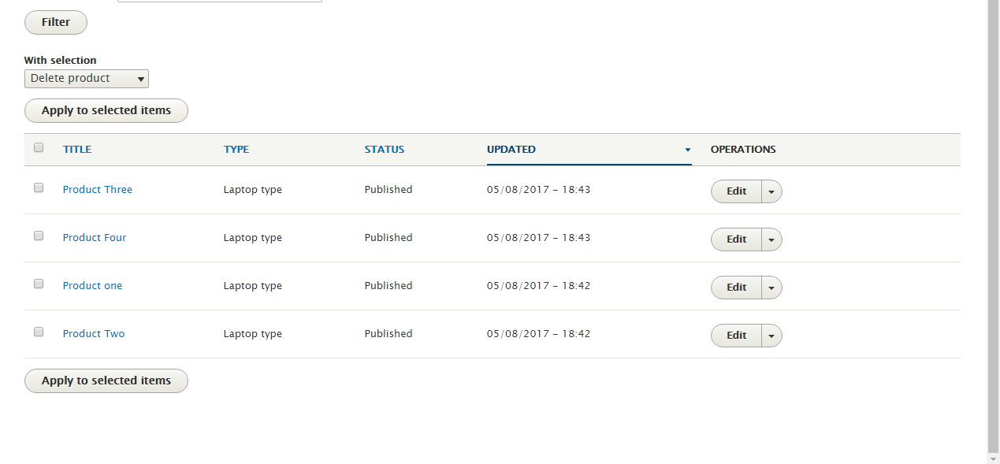 Filter
With selection
Delete product
Apply to selected items
TITLE TYPE STATUS UPDATED OPERATIONS
Product Three Laptop type Published 05/08/2017 - 18:43 Edit
Product Four Laptop type Published 05/08/2017 - 18:43 Edit
Product one Laptop type Published 05/08/2017 - 18:42 Edit
Product Two Laptop type Published 05/08/2017 - 18:42 Edit
Apply to selected items